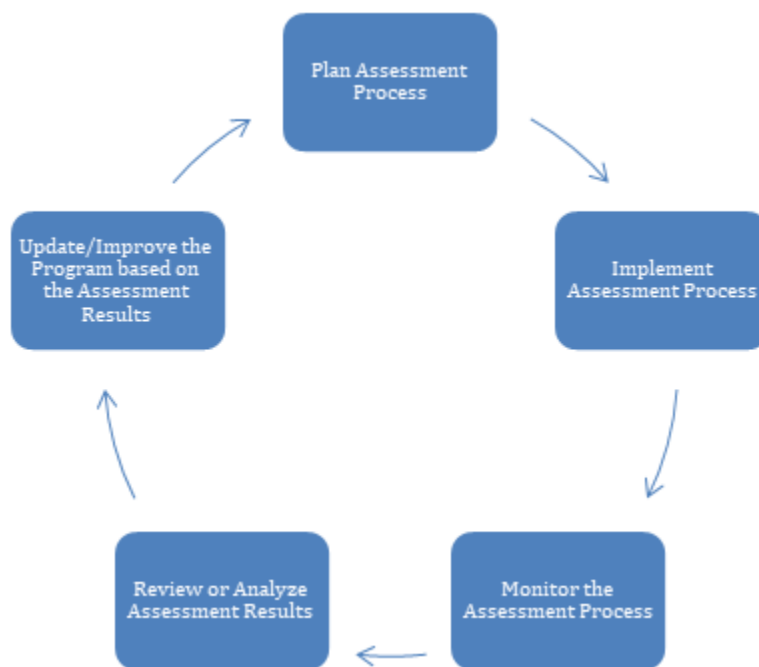 Plan Assessment
Process
Implement
Assessment Process
Monitor the
Assessment Process
Review or Analyze
Assessment Results
Update/Improve the
Program based on
the Assessment
Results